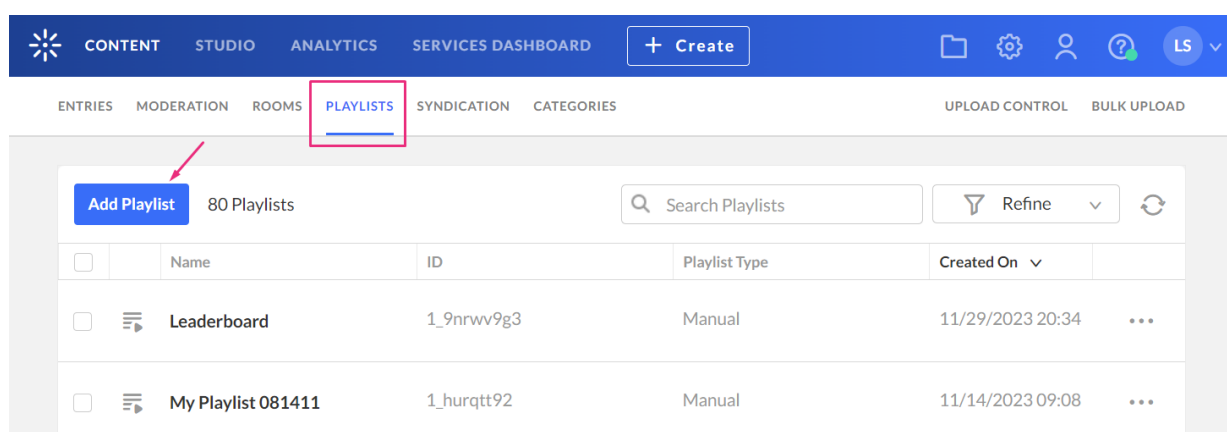 CONTENT STUDIO ANALYTICS SERVICES DASHBOARD + Create LS
ENTRIES MODERATION ROOMS PLAYLISTS SYNDICATION CATEGORIES UPLOAD CONTROL BULK UPLOAD
Add Playlist 80 Playlists Search Playlists Refine
Name ID Playlist Type Created On
Leaderboard 1_9nrwv9g3 Manual 11/29/2023 20:34
My Playlist 081411 1_hurqtt92 Manual 11/14/2023 09:08